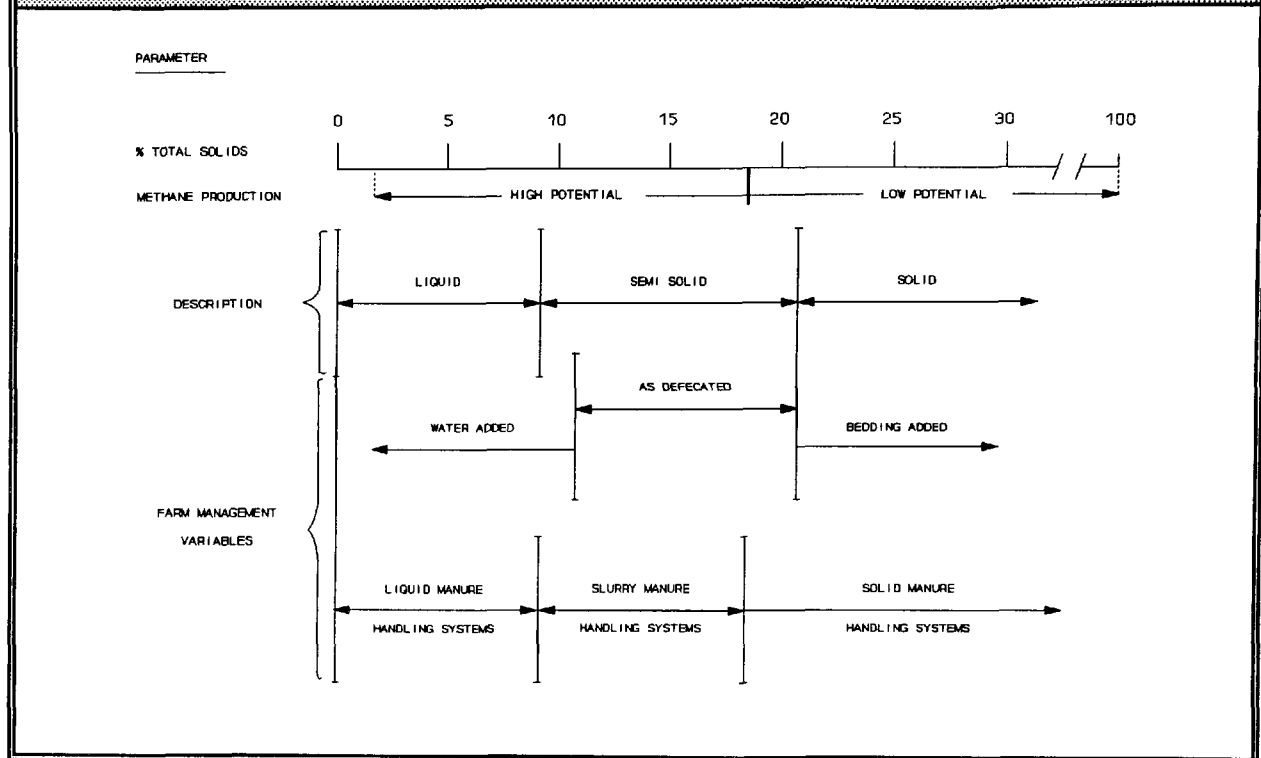 PARAMETER
0 5 10 15 20 25 30 100
% TOTAL SOLIDS
METHANE PRODUCTION
HIGH POTENTIAL
LOW POTENTIAL
LIQUID
SEMI SOLID
SOLID
DESCRIPTION
AS DEFECATED
WATER ADDED
BEDDING ADDED
FARM MANAGEMENT
VARIABLES
LIQUID MANURE
HANDLING SYSTEMS
SLURRY MANURE
HANDLING SYSTEMS
SOLID MANURE
HANDLING SYSTEMS